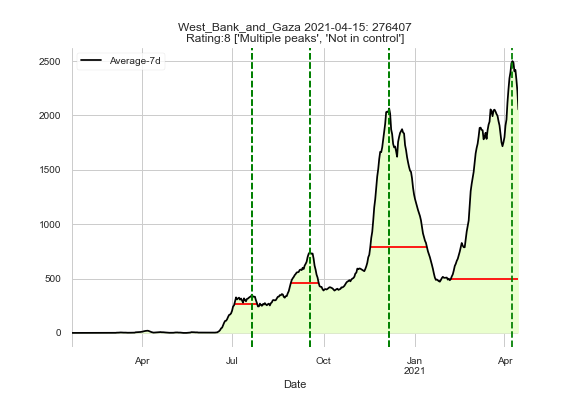 West_Bank_and_Gaza 2021-04-15: 276407
Rating:8 ['Multiple peaks', 'Not in control']
Average-7d
2500
2000
1500
1000
500
0
Apr
Jul
Oct
Jan
2021
Apr
Date